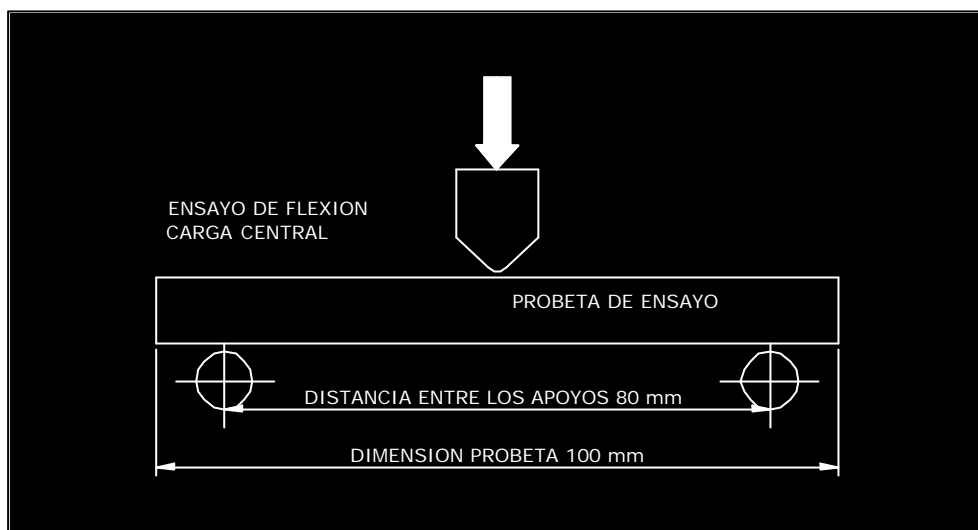 ENSAYO DE FLEXION
CARGA CENTRAL
PROBETA DE ENSAYO
DISTANCIA ENTRE LOS APOYOS 80 mm
DIMENSION PROBETA 100 mm